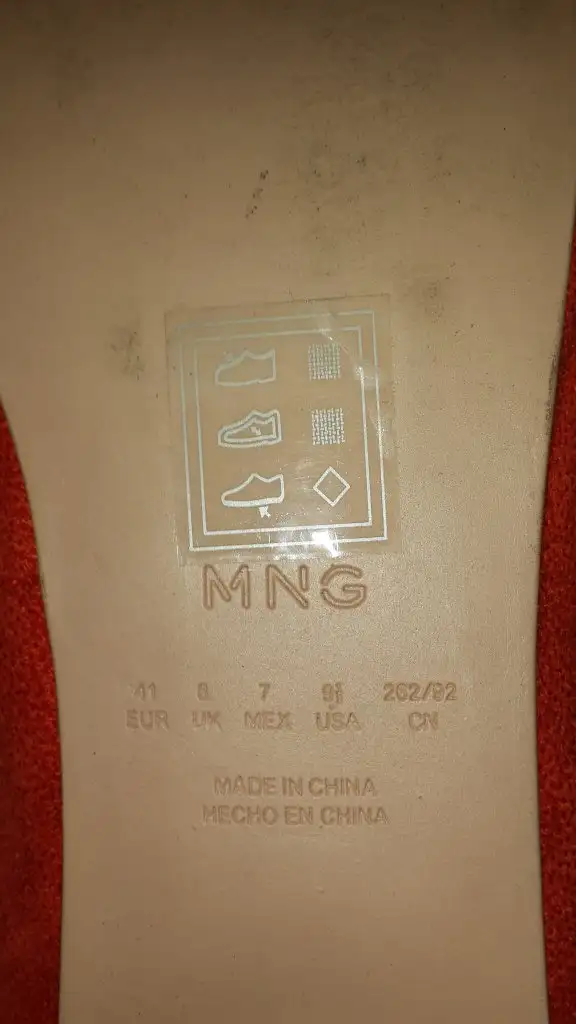 MNG
41 8 7 9½ 262/92
EUR UK MEX USA CN
MADE IN CHINA
HECHO EN CHINA